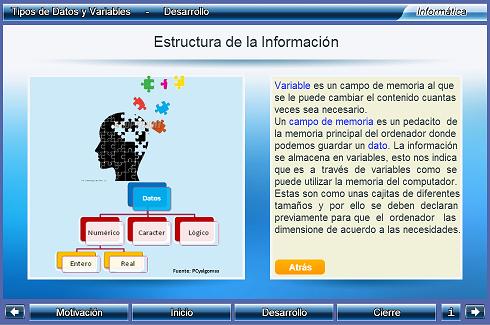 Tipos de Datos y Variables - Desarrollo
Informática
Estructura de la Información
Datos
Numérico Caracter Lógico
Entero Real
Fuente: PCyalgomas
Variable es un campo de memoria al que
se le puede cambiar el contenido cuantas
veces sea necesario.
Un campo de memoria es un pedacito de
la memoria principal del ordenador donde
podemos guardar un dato. La información
se almacena en variables, esto nos indica
que es a través de variables como se
puede utilizar la memoria del computador.
Estas son como unas cajitas de diferentes
tamaños y por ello se deben declaran
previamente para que el ordenador las
dimensione de acuerdo a las necesidades.
Atrás
Motivación Inicio Desarrollo Cierre i